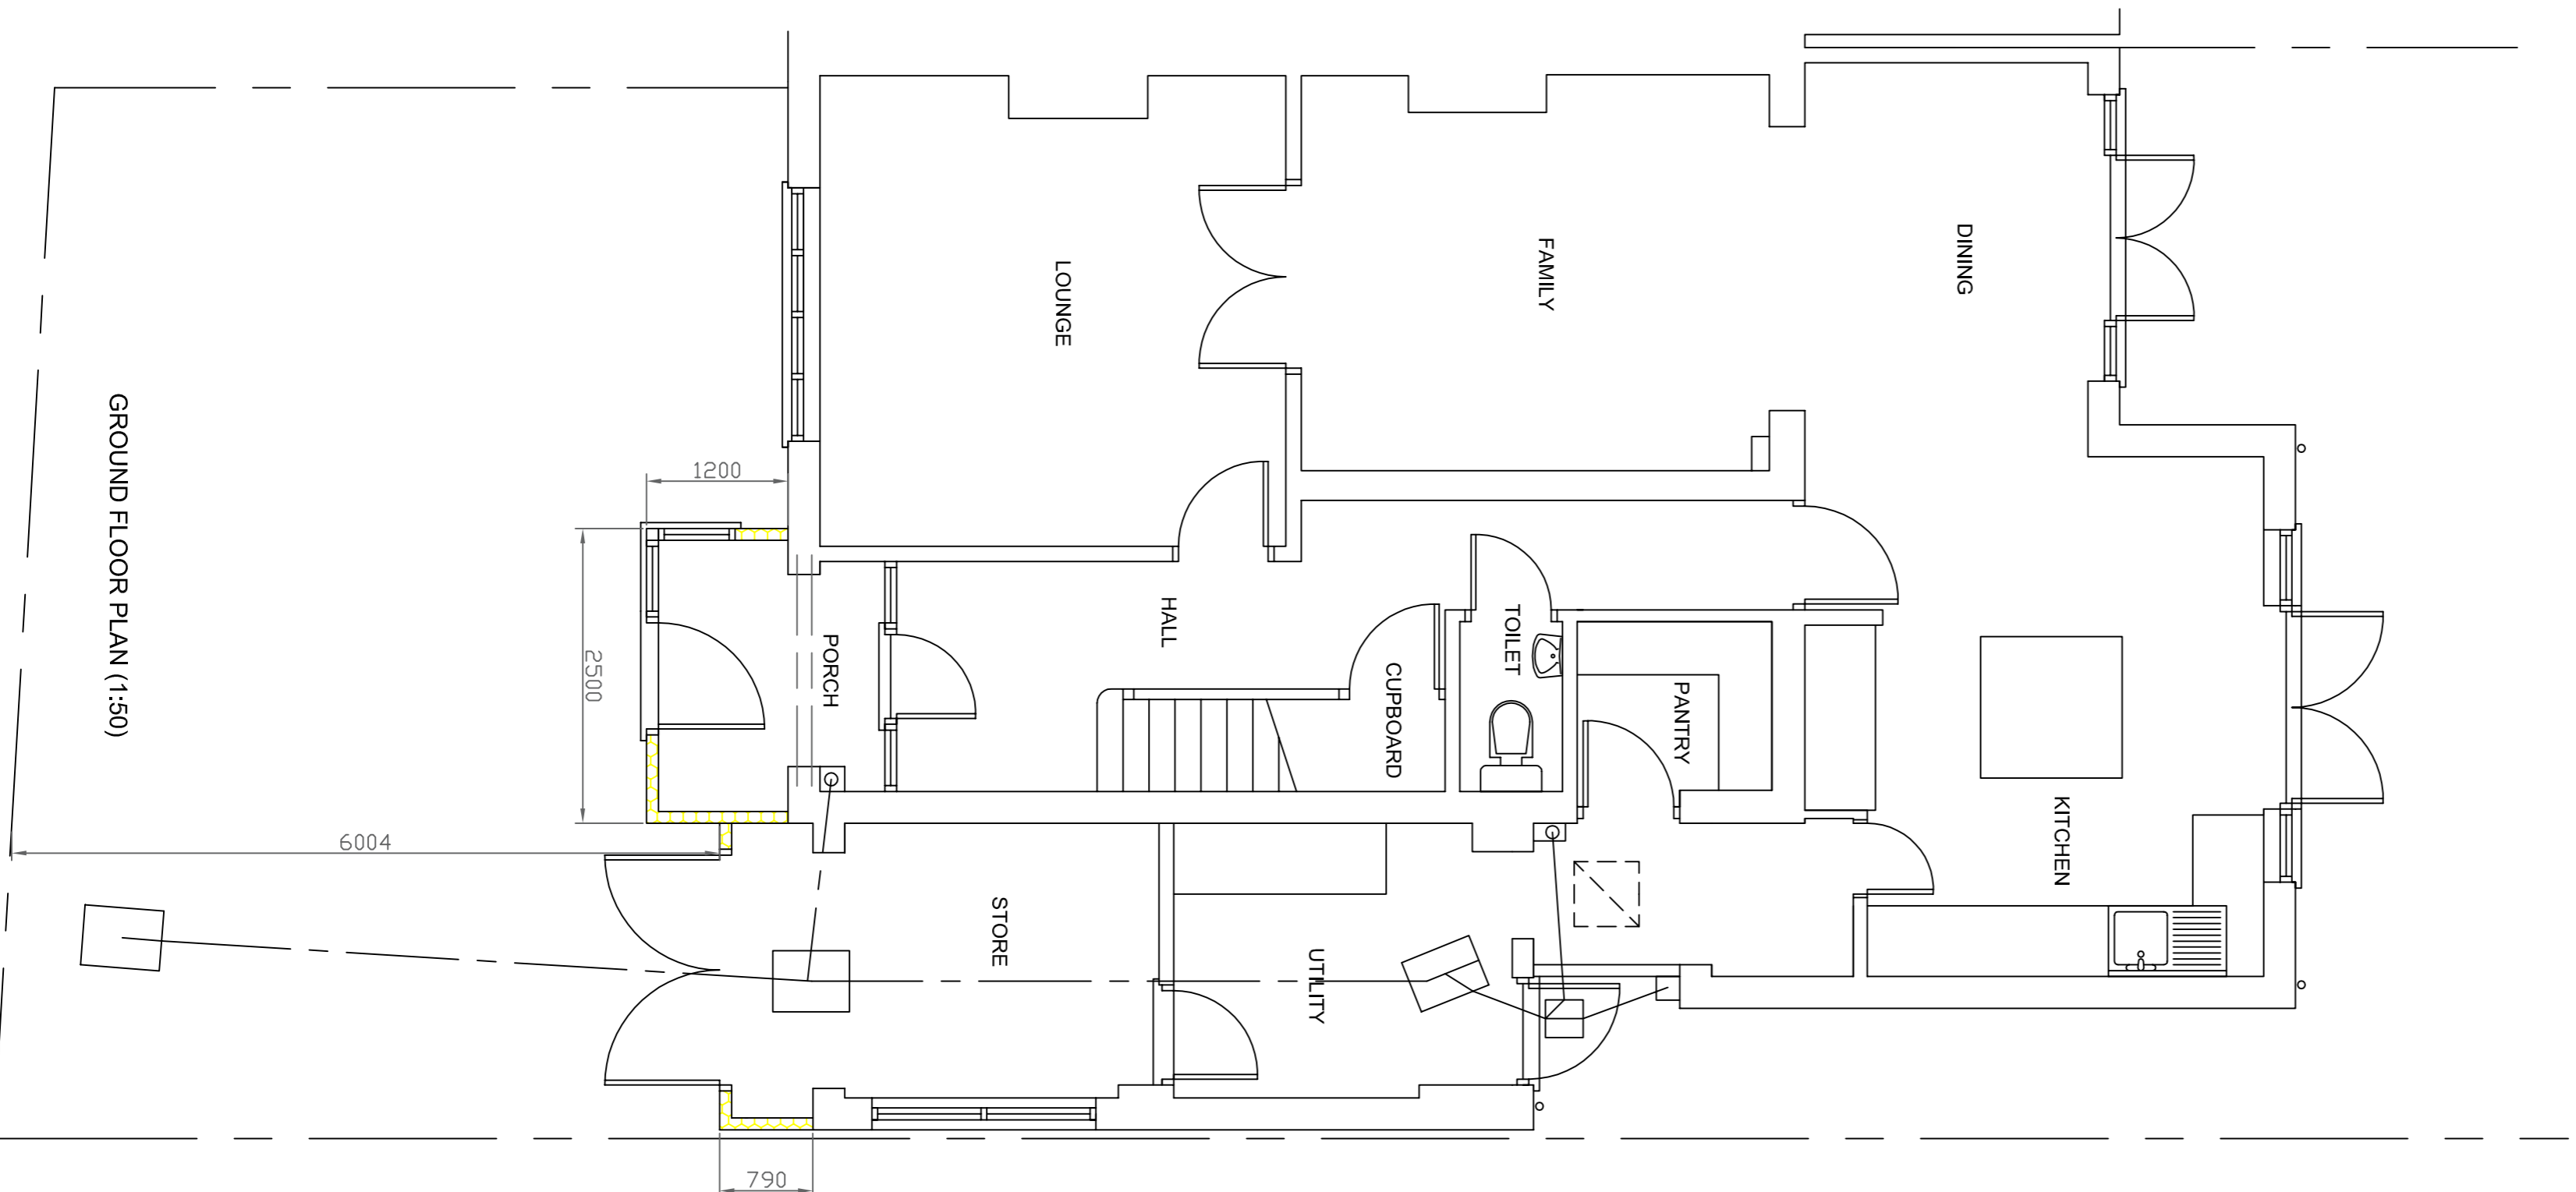 DINING
FAMILY
LOUNGE
KITCHEN
PANTRY
TOILET
CUPBOARD
HALL
PORCH
UTILITY
STORE
1200
2500
6004
790
GROUND FLOOR PLAN (1:50)